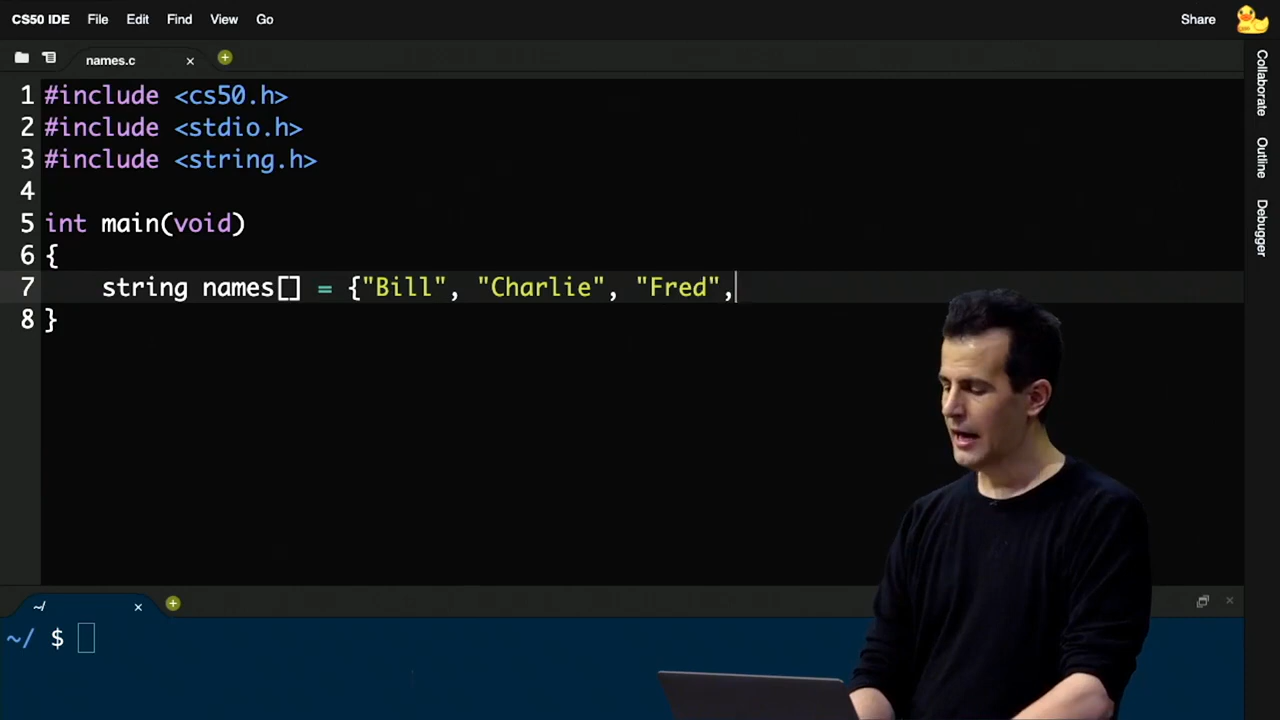 CS50 IDE File Edit Find View Go Share
names.c
1 #include <cs50.h>
2 #include <stdio.h>
3 #include <string.h>
4
5 int main(void)
6 {
7     string names[] = {"Bill", "Charlie", "Fred",
8 }
~/
~/ $
Collaborate
Outline
Debugger